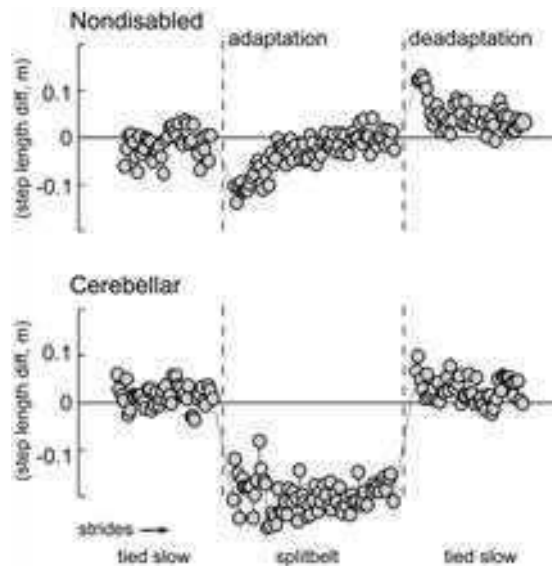 Nondisabled
adaptation deadaptation
(step length diff, m)
0.1
0
-0.1
Cerebellar
(step length diff, m)
0.1
0
-0.1
strides
tied slow splitbelt tied slow